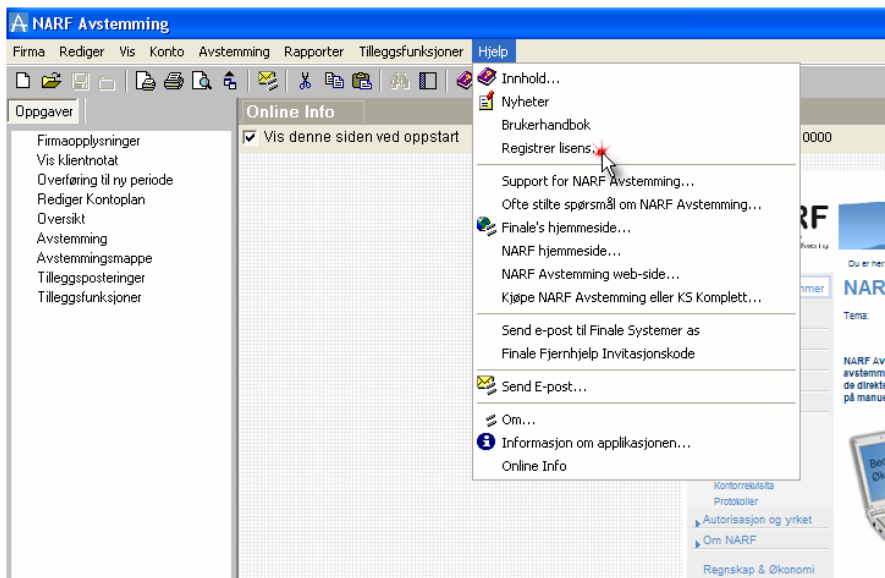 NARF Avstemming
Firma Rediger Vis Konto Avstemming Rapporter Tilleggsfunksjoner Hjelp
Oppgaver
Firmaopplysninger
Vis klientnotat
Overføring til ny periode
Rediger Kontoplan
Oversikt
Avstemming
Avstemmingsmappe
Tilleggsposteringer
Tilleggsfunksjoner
Online Info
Vis denne siden ved oppstart
0000
Innhold...
Nyheter
Brukerhandbok
Registrer lisens...
Support for NARF Avstemming...
Ofte stilte spørsmål om NARF Avstemming...
Finale's hjemmeside...
NARF hjemmeside...
NARF Avstemming web-side...
Kjøpe NARF Avstemming eller KS Komplett...
Send e-post til Finale Systemer as
Finale Fjernhjelp Invitasjonskode
Send E-post...
Om...
Informasjon om applikasjonen...
Online Info
RF
Du er her:
mmer
NAR
Tema:
NARF Av
avstemm
de direkte
på manue
Kontorrekvisita
Protokoller
Autorisasjon og yrket
Om NARF
Regnskap & Økonomi